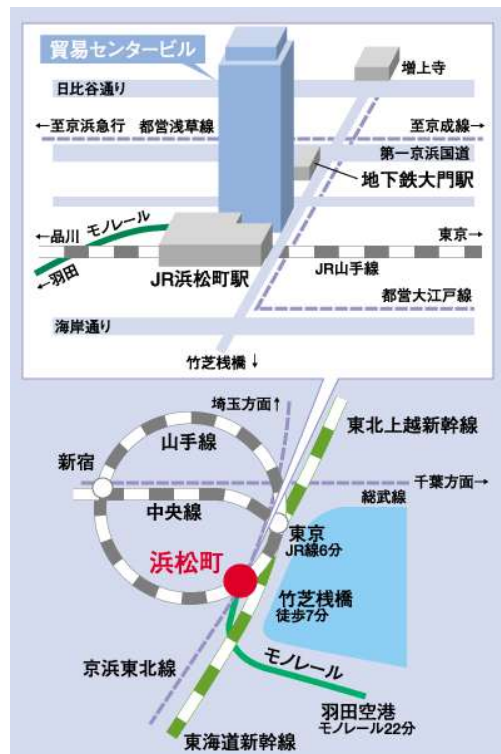 貿易センタービル
増上寺
日比谷通り
←至京浜急行 都営浅草線 至京成線→
第一京浜国道
地下鉄大門駅
モノレール
←品川
東京→
←羽田
JR浜松町駅
JR山手線
都営大江戸線
海岸通り
竹芝桟橋↓
埼玉方面↑
東北上越新幹線
山手線
新宿
千葉方面→
中央線
総武線
東京
JR線6分
浜松町
竹芝桟橋
徒歩7分
京浜東北線
モノレール
羽田空港
モノレール22分
東海道新幹線